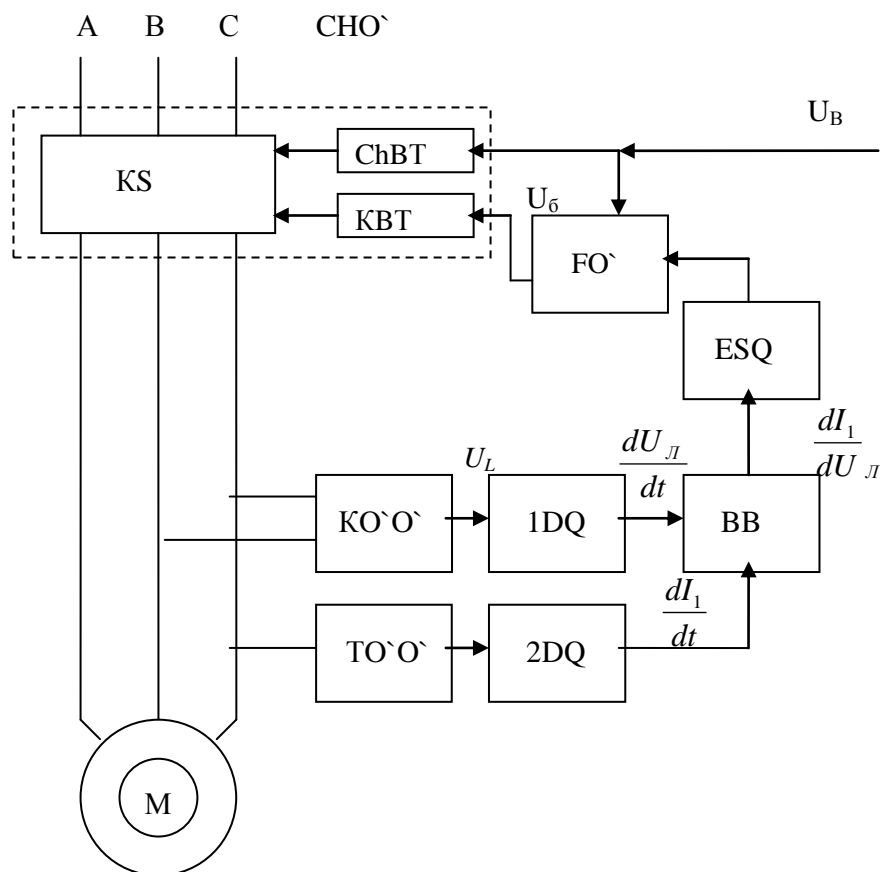 A B C CHO`
U_B
ChBT
KS
KBT
U_б
FO`
ESQ
dI_1
dU_Л
U_L
dU_Л
dt
KO`O`
1DQ
BB
dI_1
dt
TO`O`
2DQ
M